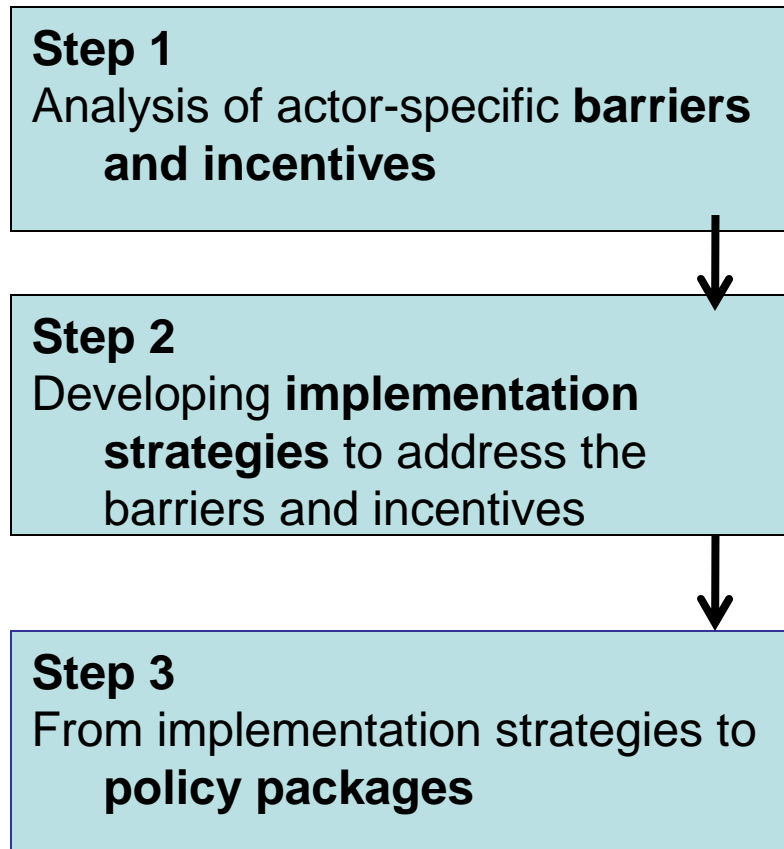 Step 1
Analysis of actor-specific barriers
and incentives
Step 2
Developing implementation
strategies to address the
barriers and incentives
Step 3
From implementation strategies to
policy packages